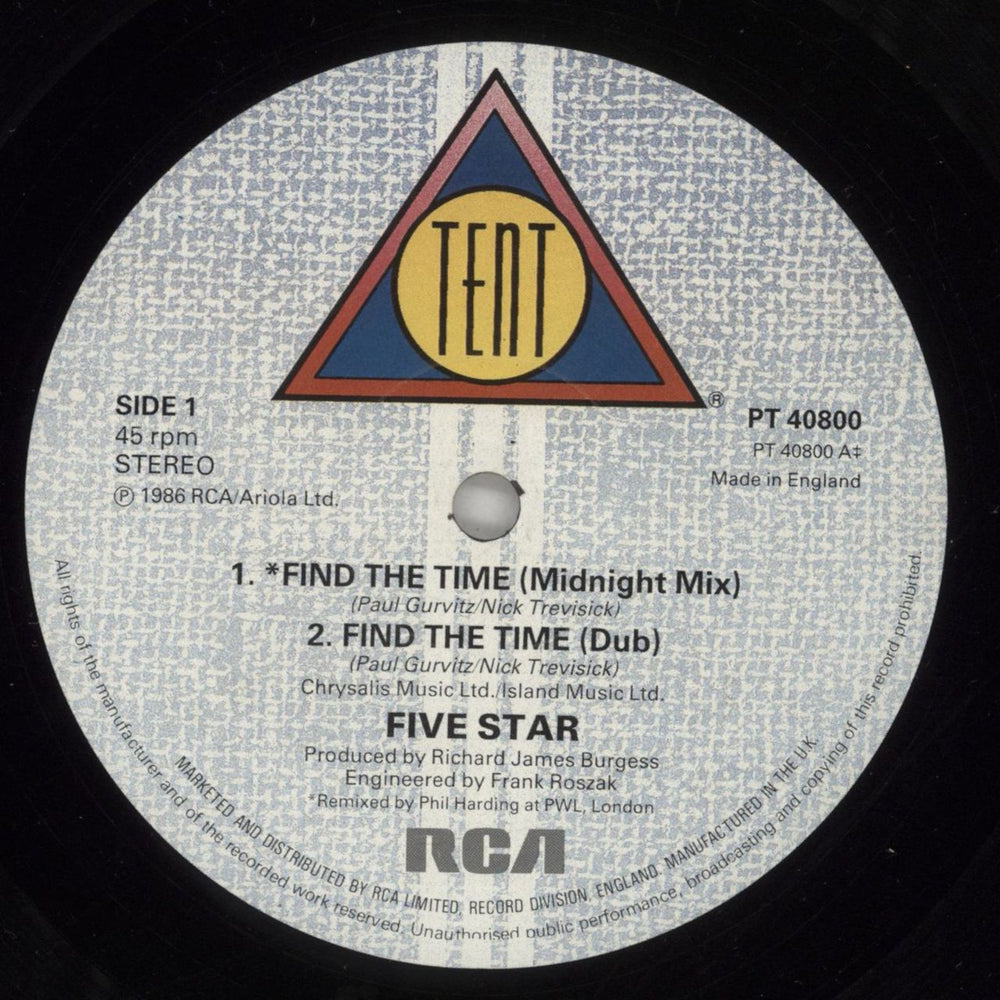 TENT
®
SIDE 1
45 rpm
STEREO
℗ 1986 RCA/Ariola Ltd.
PT 40800
PT 40800 A‡
Made in England
1. *FIND THE TIME (Midnight Mix)
(Paul Gurvitz/Nick Trevisick)
2. FIND THE TIME (Dub)
(Paul Gurvitz/Nick Trevisick)
Chrysalis Music Ltd./Island Music Ltd.
FIVE STAR
Produced by Richard James Burgess
Engineered by Frank Roszak
*Remixed by Phil Harding at PWL, London
RCA
MARKETED AND DISTRIBUTED BY RCA LIMITED, RECORD DIVISION, ENGLAND. MANUFACTURED IN THE U.K.
All rights of the manufacturer and of the recorded work reserved. Unauthorised public performance, broadcasting and copying of this record prohibited.